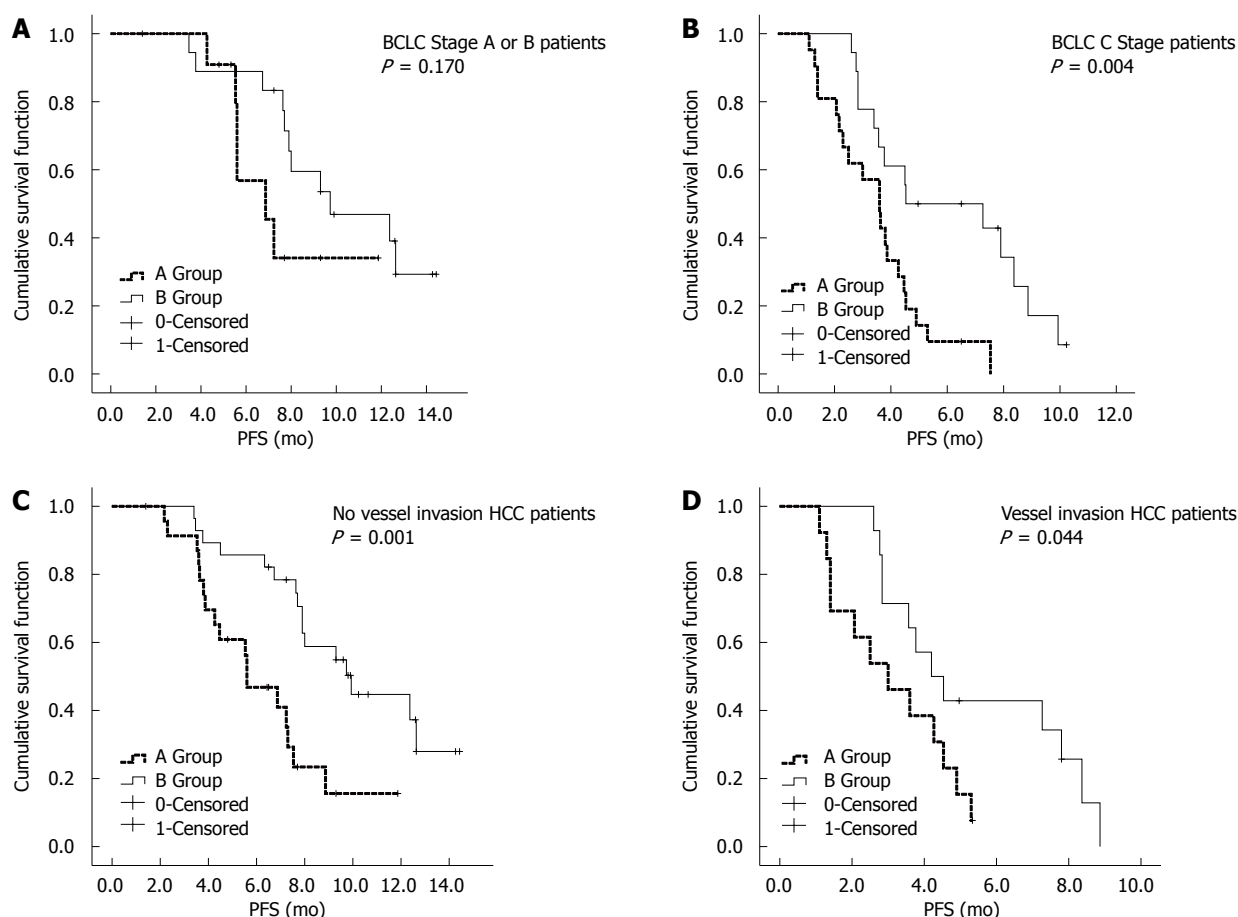 A
BCLC Stage A or B patients
P = 0.170
Cumulative survival function
1.0
0.8
0.6
0.4
0.2
0.0
A Group
B Group
0-Censored
1-Censored
0.0 2.0 4.0 6.0 8.0 10.0 12.0 14.0
PFS (mo)
B
BCLC C Stage patients
P = 0.004
Cumulative survival function
1.0
0.8
0.6
0.4
0.2
0.0
A Group
B Group
0-Censored
1-Censored
0.0 2.0 4.0 6.0 8.0 10.0 12.0
PFS (mo)
C
No vessel invasion HCC patients
P = 0.001
Cumulative survival function
1.0
0.8
0.6
0.4
0.2
0.0
A Group
B Group
0-Censored
1-Censored
0.0 2.0 4.0 6.0 8.0 10.0 12.0 14.0
PFS (mo)
D
Vessel invasion HCC patients
P = 0.044
Cumulative survival function
1.0
0.8
0.6
0.4
0.2
0.0
A Group
B Group
0-Censored
1-Censored
0.0 2.0 4.0 6.0 8.0 10.0
PFS (mo)